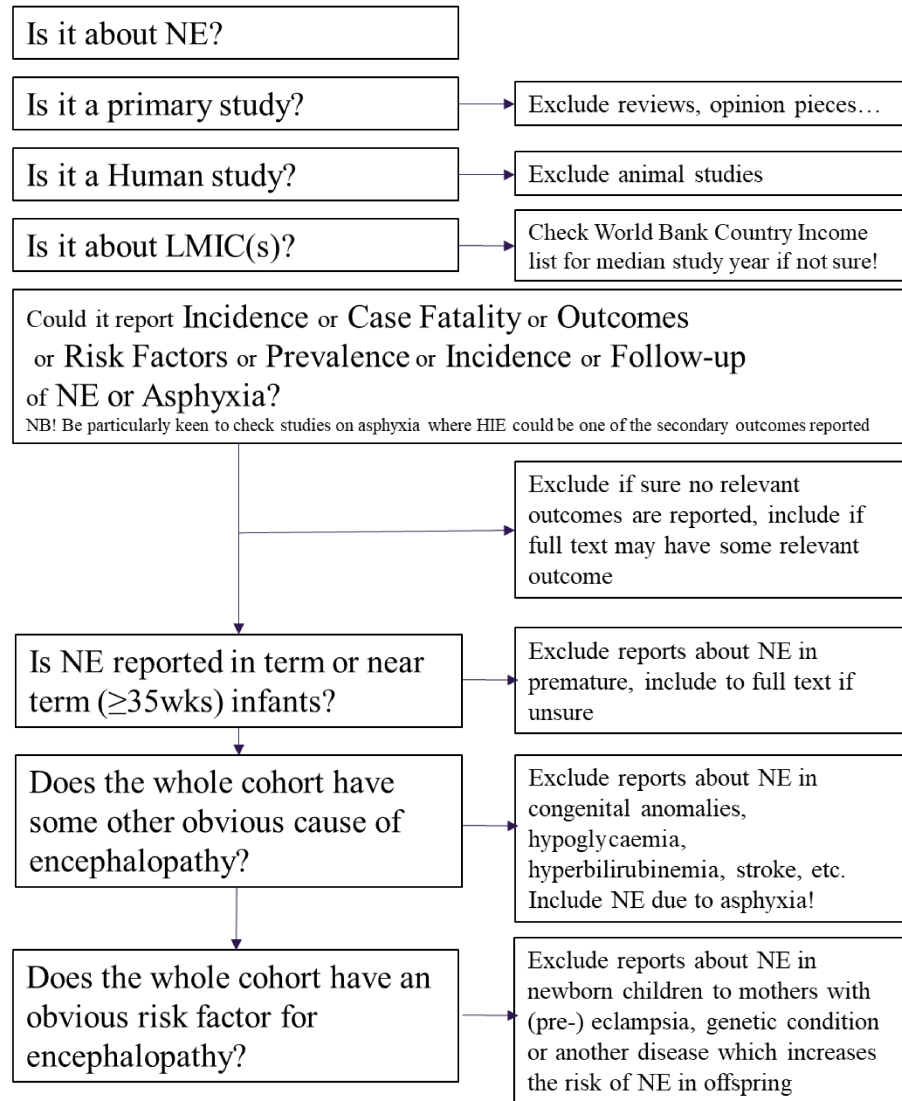 Is it about NE?
Is it a primary study?
Exclude reviews, opinion pieces…
Is it a Human study?
Exclude animal studies
Is it about LMIC(s)?
Check World Bank Country Income
list for median study year if not sure!
Could it report Incidence or Case Fatality or Outcomes
or Risk Factors or Prevalence or Incidence or Follow-up
of NE or Asphyxia?
NB! Be particularly keen to check studies on asphyxia where HIE could be one of the secondary outcomes reported
Exclude if sure no relevant
outcomes are reported, include if
full text may have some relevant
outcome
Is NE reported in term or near
term (≥35wks) infants?
Exclude reports about NE in
premature, include to full text if
unsure
Does the whole cohort have
some other obvious cause of
encephalopathy?
Exclude reports about NE in
congenital anomalies,
hypoglycaemia,
hyperbilirubinemia, stroke, etc.
Include NE due to asphyxia!
Does the whole cohort have an
obvious risk factor for
encephalopathy?
Exclude reports about NE in
newborn children to mothers with
(pre-) eclampsia, genetic condition
or another disease which increases
the risk of NE in offspring